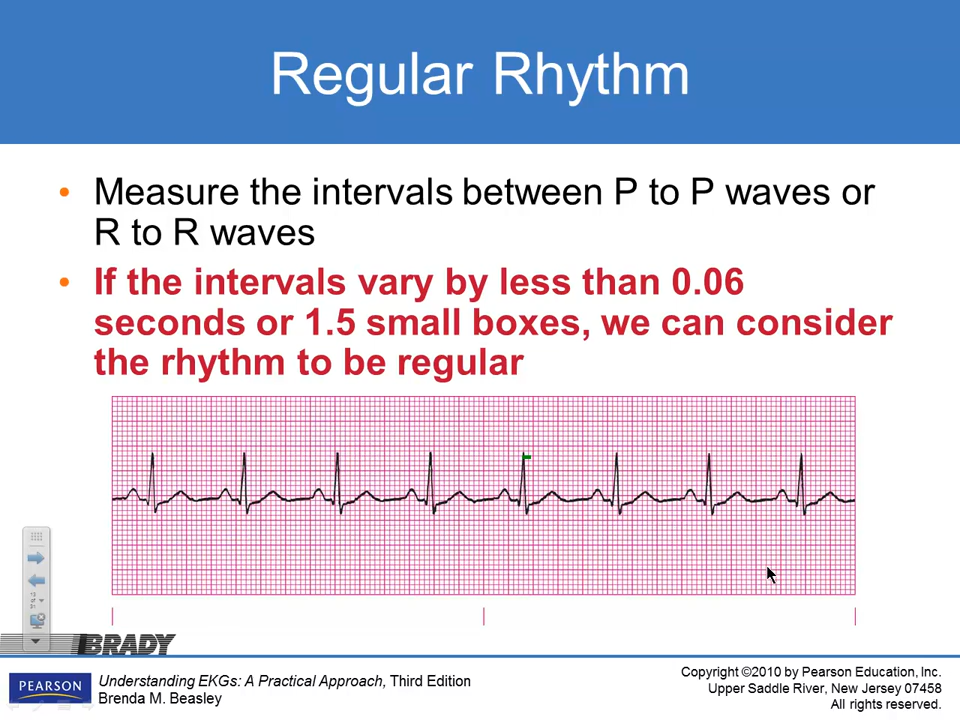 Regular Rhythm
• Measure the intervals between P to P waves or
R to R waves
• If the intervals vary by less than 0.06
seconds or 1.5 small boxes, we can consider
the rhythm to be regular
BRADY
PEARSON
Understanding EKGs: A Practical Approach, Third Edition
Brenda M. Beasley
Copyright ©2010 by Pearson Education, Inc.
Upper Saddle River, New Jersey 07458
All rights reserved.